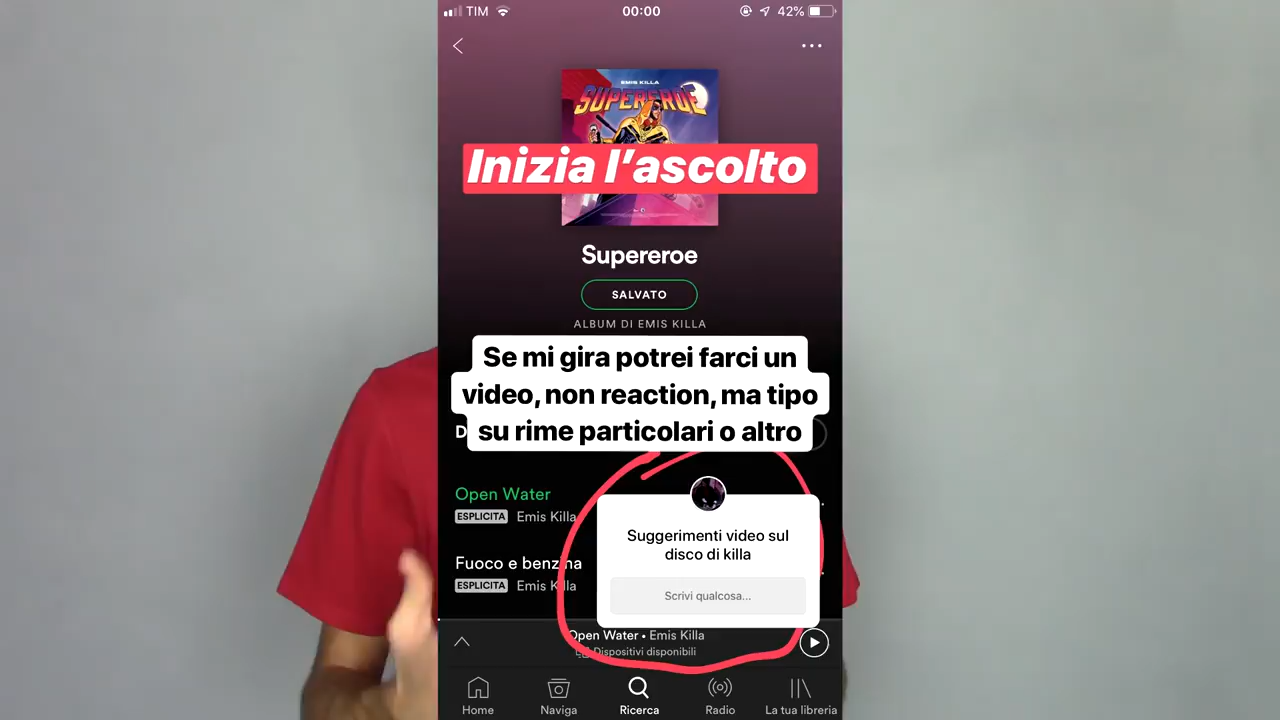 TIM 00:00 42%
EMIS KILLA
SUPEREROE
Inizia l’ascolto
Supereroe
SALVATO
ALBUM DI EMIS KILLA
Se mi gira potrei farci un
video, non reaction, ma tipo
su rime particolari o altro
D
Open Water
ESPLICITA Emis Killa
Suggerimenti video sul
disco di killa
Scrivi qualcosa...
Fuoco e benzina
ESPLICITA Emis Killa
Open Water • Emis Killa
Dispositivi disponibili
Home Naviga Ricerca Radio La tua libreria